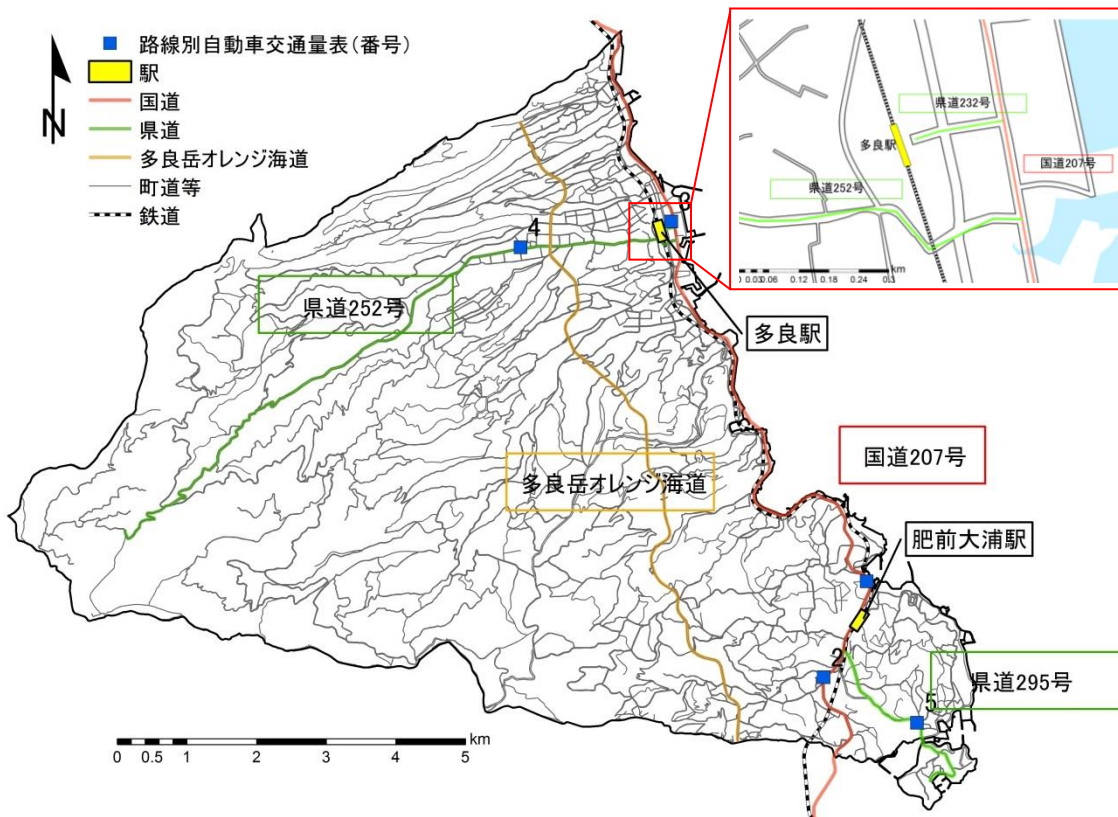 N
路線別自動車交通量表(番号)
駅
国道
県道
多良岳オレンジ海道
町道等
鉄道
県道232号
多良駅
国道207号
県道252号
0 0.03 0.06 0.12 0.18 0.24 0.3 km
3
4
県道252号
多良駅
国道207号
多良岳オレンジ海道
肥前大浦駅
2
県道295号
5
km
0 0.5 1 2 3 4 5